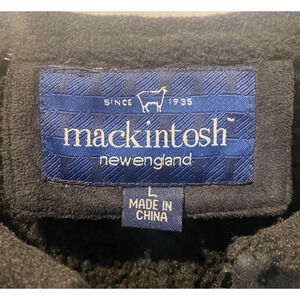 SINCE 1935
mackintosh™
newengland
L
MADE IN
CHINA